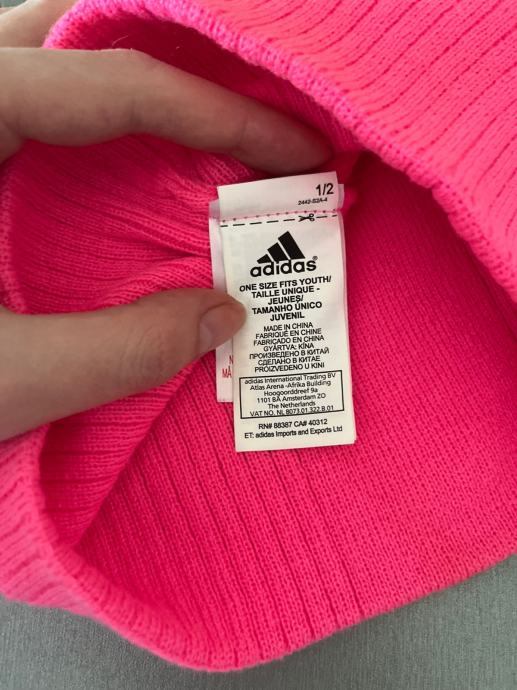 1/2
2442-S2A-4
adidas®
ONE SIZE FITS YOUTH/
TAILLE UNIQUE -
JEUNES/
TAMANHO ÚNICO
JUVENIL
MADE IN CHINA
FABRIQUÉ EN CHINE
FABRICADO EN CHINA
GYÁRTVA: KÍNA
ПРОИЗВЕДЕНО В КИТАЙ
СДЕЛАНО В КИТАЕ
PROIZVEDENO U KINI
adidas International Trading BV
Atlas Arena -Afrika Building
Hoogoorddreef 9a
1101 BA Amsterdam ZO
The Netherlands
VAT NO. NL 8073.01.322.B.01
RN# 88387 CA# 40312
ET: adidas Imports and Exports Ltd